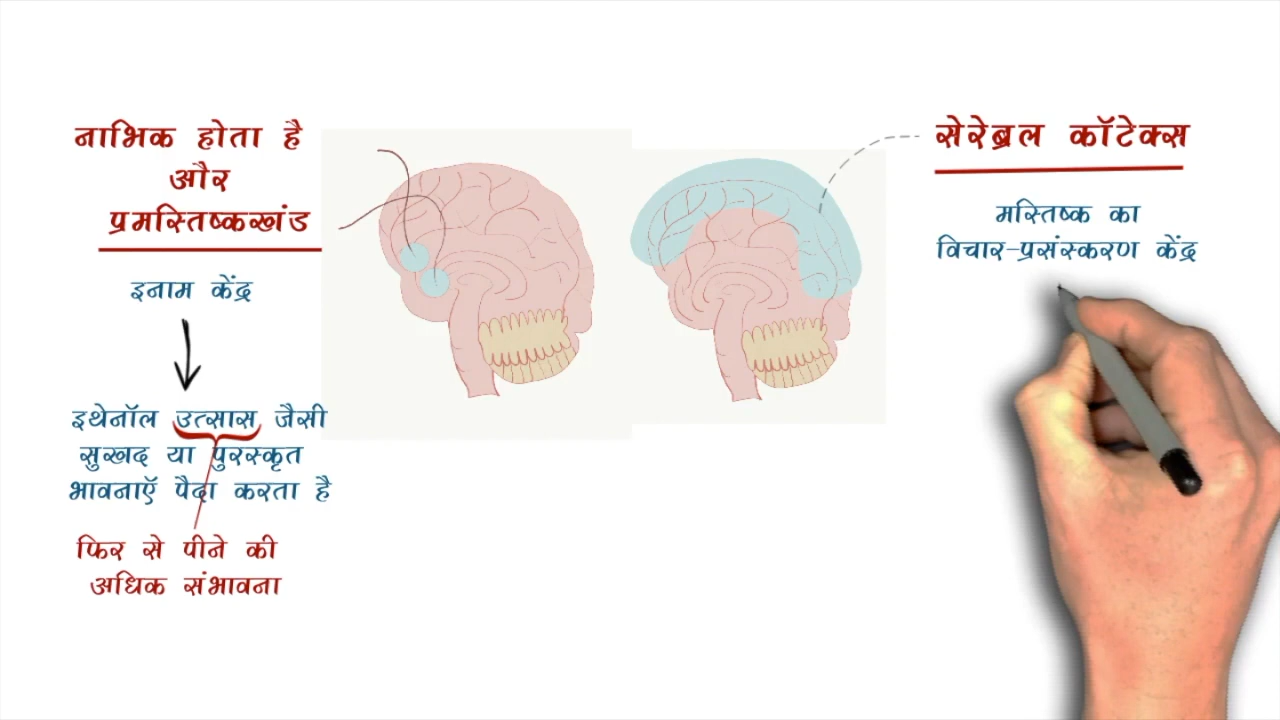 नाभिक होता है
और
प्रमस्तिष्कखंड
इनाम केंद्र
इथेनॉल उत्सास जैसी
सुखद या पुरस्कृत
भावनाएँ पैदा करता है
फिर से पीने की
अधिक संभावना
सेरेब्रल कॉटेक्स
मस्तिष्क का
विचार-प्रसंस्करण केंद्र